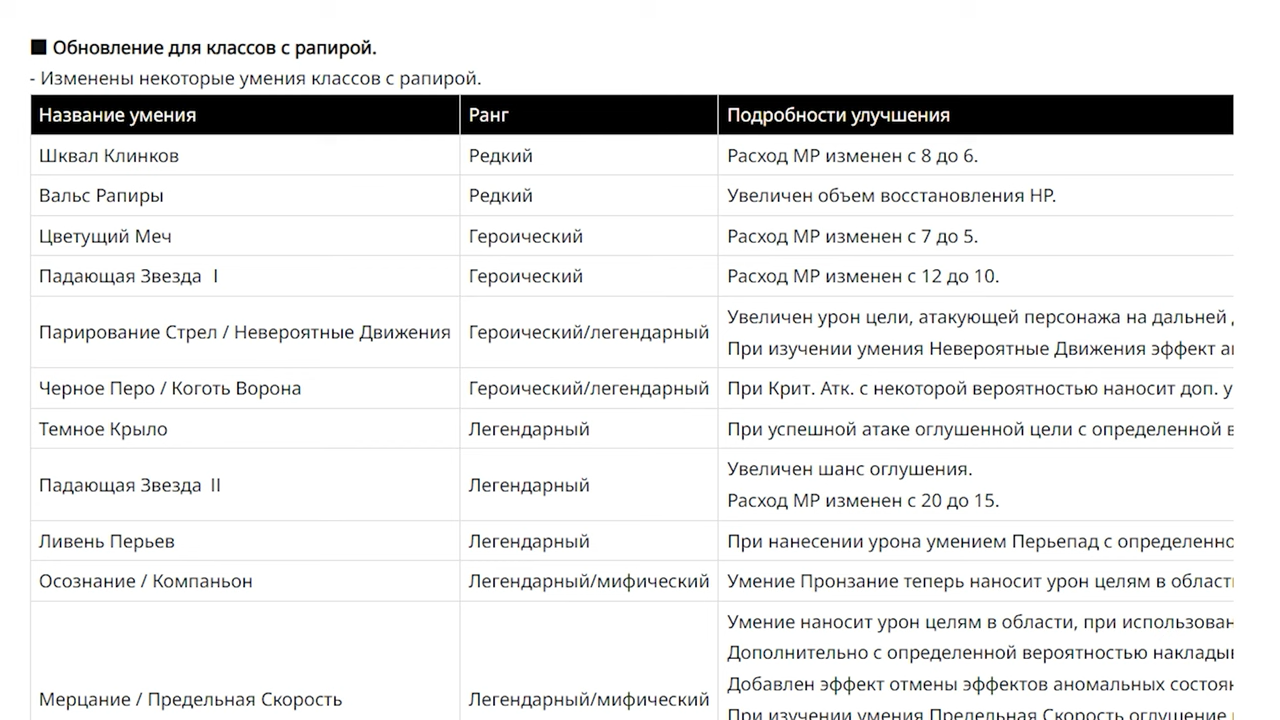 ■ Обновление для классов с рапирой.
- Изменены некоторые умения классов с рапирой.
Название умения Ранг Подробности улучшения
Шквал Клинков Редкий Расход MP изменен с 8 до 6.
Вальс Рапиры Редкий Увеличен объем восстановления HP.
Цветущий Меч Героический Расход MP изменен с 7 до 5.
Падающая Звезда I Героический Расход MP изменен с 12 до 10.
Парирование Стрел / Невероятные Движения Героический/легендарный Увеличен урон цели, атакующей персонажа на дальней
При изучении умения Невероятные Движения эффект
Черное Перо / Коготь Ворона Героический/легендарный При Крит. Атк. с некоторой вероятностью наносит доп.
Темное Крыло Легендарный При успешной атаке оглушенной цели с определенной
Падающая Звезда II Легендарный Увеличен шанс оглушения.
Расход MP изменен с 20 до 15.
Ливень Перьев Легендарный При нанесении урона умением Перьепад с
Осознание / Компаньон Легендарный/мифический Умение Пронзание теперь наносит урон целям в
Мерцание / Предельная Скорость Легендарный/мифический Умение наносит урон целям в области, при
Дополнительно с определенной вероятностью
Добавлен эффект отмены эффектов аномальных
При изучении умения Предельная Скорость оглушение